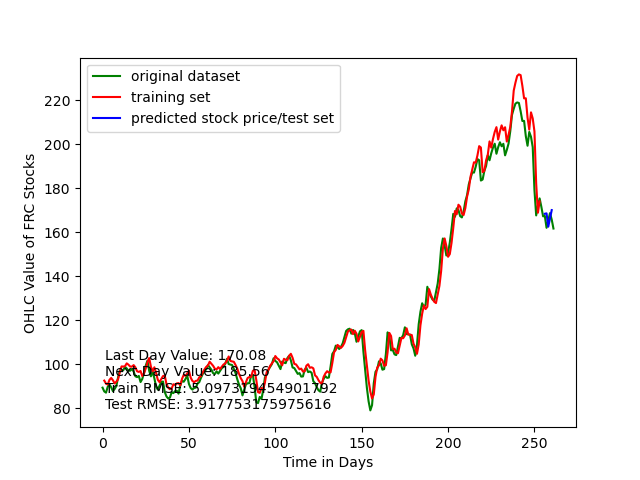 original dataset
training set
predicted stock price/test set
OHLC Value of FRC Stocks
220
200
180
160
140
120
100
80
Last Day Value: 170.08
Next Day Value: 185.56
Train RMSE: 5.097319454901792
Test RMSE: 3.917753175975616
0
50
100
150
200
250
Time in Days